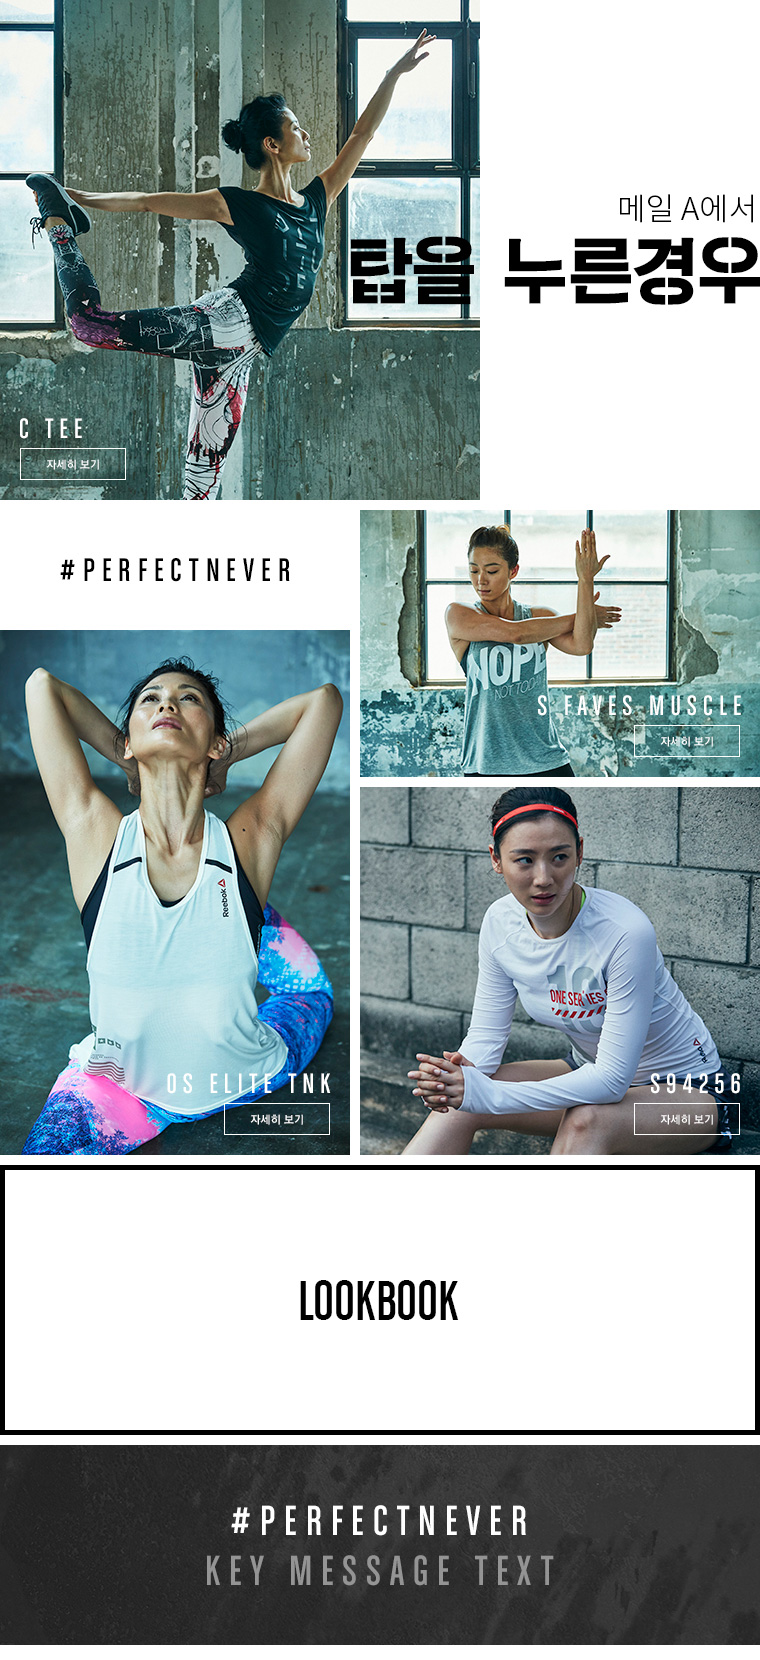 메일 A에서
탑을 누른경우
C TEE
자세히 보기
#PERFECTNEVER
NOPE
NOT TODAY
S FAVES MUSCLE
자세히 보기
Reebok
OS ELITE TNK
자세히 보기
ONE SERIES
S94256
자세히 보기
LOOKBOOK
#PERFECTNEVER
KEY MESSAGE TEXT